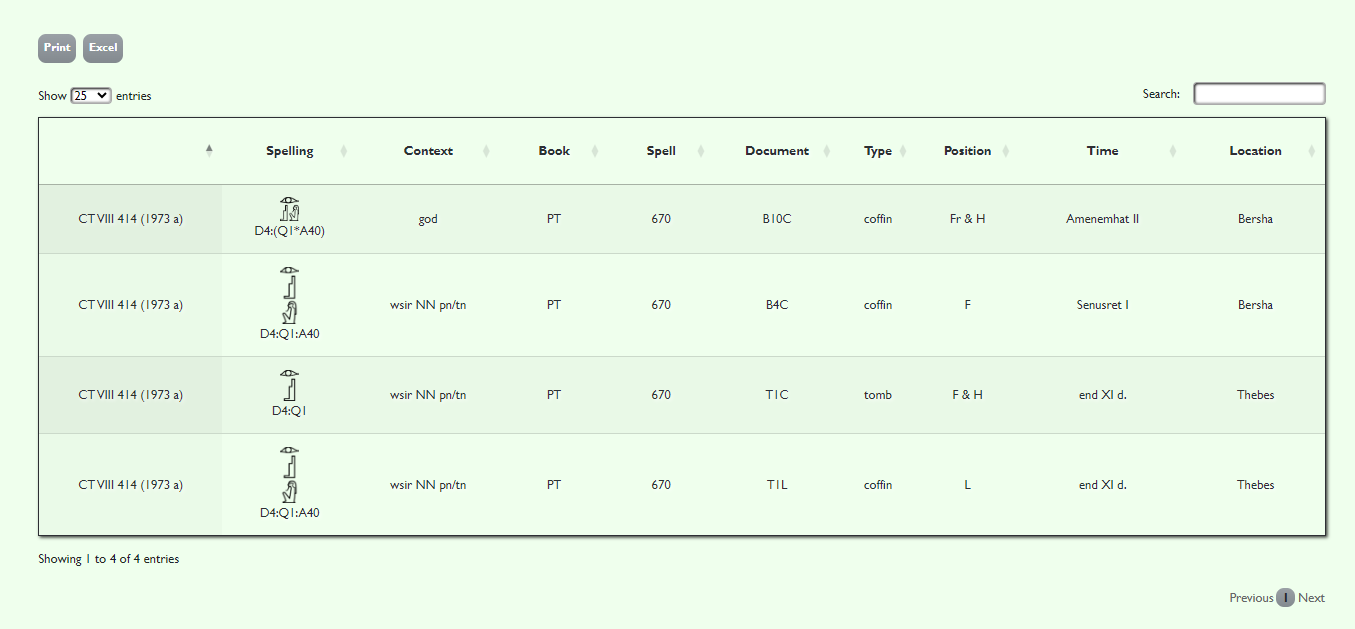 Print Excel
Show 25 entries Search:
Spelling Context Book Spell Document Type Position Time Location
𓁹𓊨𓀭
CT VIII 414 (1973 a) god PT 670 B10C coffin Fr & H Amenemhat II Bersha
D4:(Q1*A40)
𓁹𓊨𓀭
CT VIII 414 (1973 a) wsir NN pn/tn PT 670 B4C coffin F Senusret I Bersha
D4:Q1:A40
𓁹𓊨
CT VIII 414 (1973 a) wsir NN pn/tn PT 670 T1C tomb F & H end XI d. Thebes
D4:Q1
𓁹𓊨𓀭
CT VIII 414 (1973 a) wsir NN pn/tn PT 670 T1L coffin L end XI d. Thebes
D4:Q1:A40
Showing 1 to 4 of 4 entries
Previous 1 Next